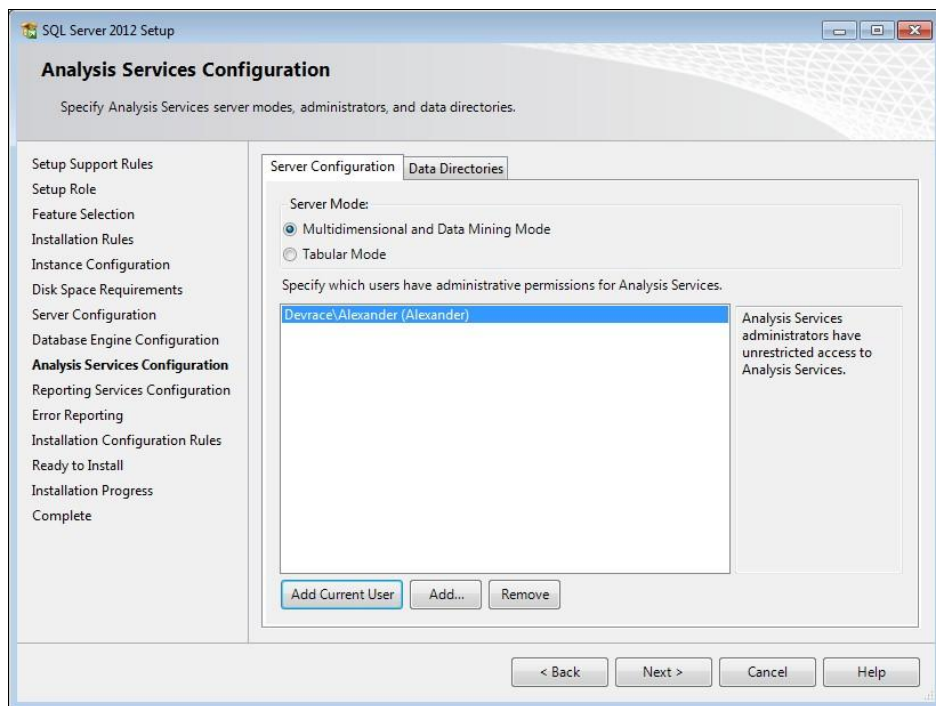 SQL Server 2012 Setup
Analysis Services Configuration
Specify Analysis Services server modes, administrators, and data directories.
Setup Support Rules
Setup Role
Feature Selection
Installation Rules
Instance Configuration
Disk Space Requirements
Server Configuration
Database Engine Configuration
Analysis Services Configuration
Reporting Services Configuration
Error Reporting
Installation Configuration Rules
Ready to Install
Installation Progress
Complete
Server Configuration Data Directories
Server Mode:
Multidimensional and Data Mining Mode
Tabular Mode
Specify which users have administrative permissions for Analysis Services.
Devrace\Alexander (Alexander)
Analysis Services
administrators have
unrestricted access to
Analysis Services.
Add Current User Add... Remove
< Back Next > Cancel Help